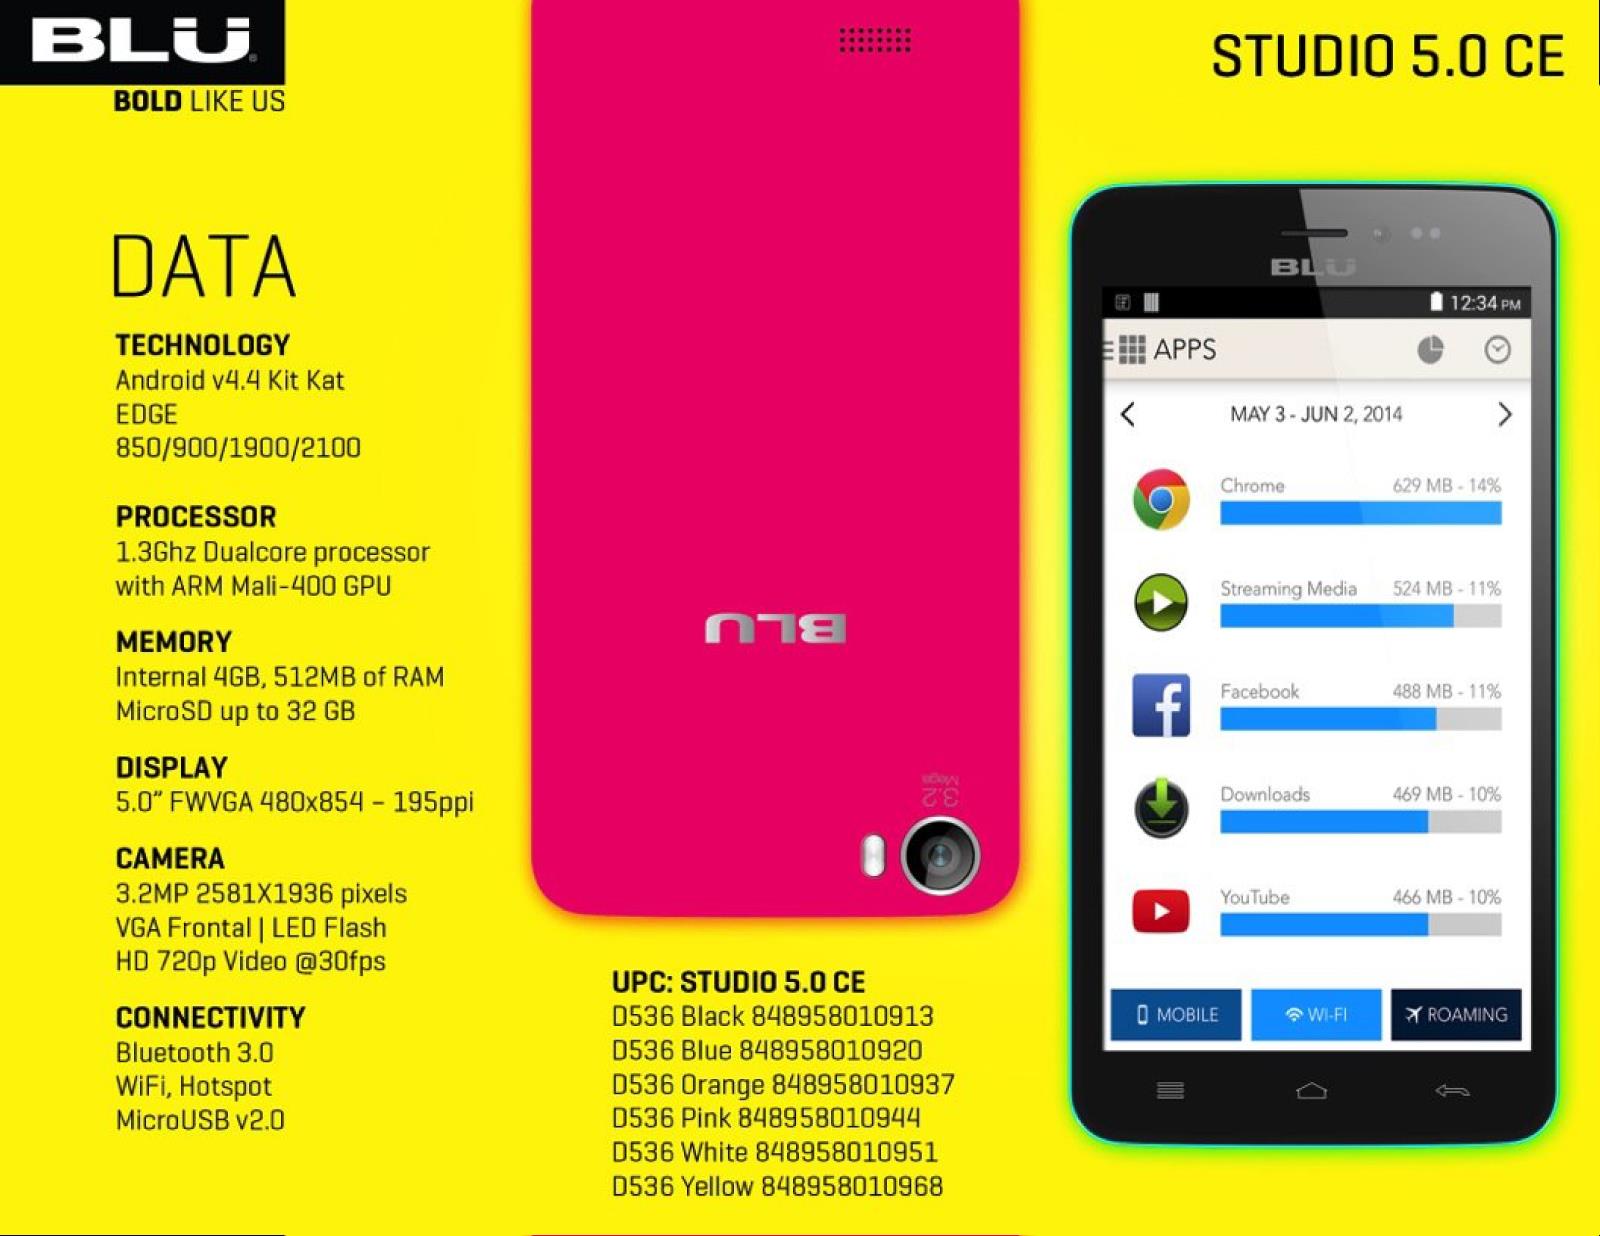 BLU
BOLD LIKE US
STUDIO 5.0 CE
DATA
TECHNOLOGY
Android v4.4 Kit Kat
EDGE
850/900/1900/2100
PROCESSOR
1.3Ghz Dualcore processor
with ARM Mali-400 GPU
MEMORY
Internal 4GB, 512MB of RAM
MicroSD up to 32 GB
DISPLAY
5.0” FWVGA 480x854 – 195ppi
CAMERA
3.2MP 2581X1936 pixels
VGA Frontal | LED Flash
HD 720p Video @30fps
CONNECTIVITY
Bluetooth 3.0
WiFi, Hotspot
MicroUSB v2.0
BLU
3.2
Mega
UPC: STUDIO 5.0 CE
D536 Black 848958010913
D536 Blue 848958010920
D536 Orange 848958010937
D536 Pink 848958010944
D536 White 848958010951
D536 Yellow 848958010968
BLU
12:34 PM
APPS
MAY 3 - JUN 2, 2014
Chrome 629 MB - 14%
Streaming Media 524 MB - 11%
Facebook 488 MB - 11%
Downloads 469 MB - 10%
YouTube 466 MB - 10%
MOBILE WI-FI ROAMING